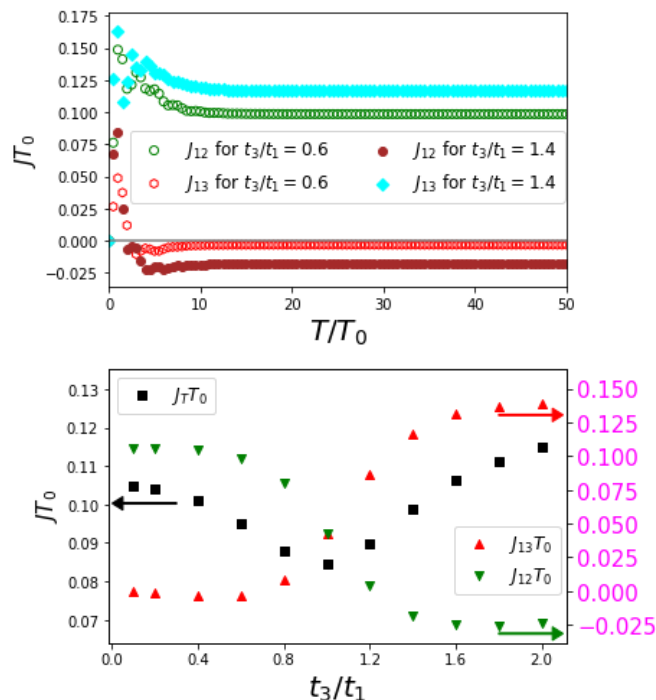 0.175
0.150
0.125
0.100
0.075
0.050
0.025
0.000
−0.025
JT₀
J₁₂ for t₃/t₁ = 0.6
J₁₃ for t₃/t₁ = 0.6
J₁₂ for t₃/t₁ = 1.4
J₁₃ for t₃/t₁ = 1.4
0 10 20 30 40 50
T/T₀
0.13
0.12
0.11
0.10
0.09
0.08
0.07
JT₀
J_T T₀
0.150
0.125
0.100
0.075
0.050
0.025
0.000
−0.025
J₁₃T₀
J₁₂T₀
0.0 0.4 0.8 1.2 1.6 2.0
t₃/t₁